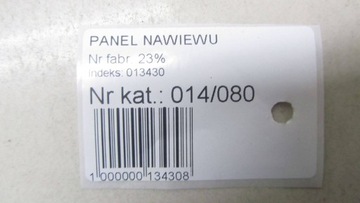 PANEL NAWIEWU
Nr fabr 23%
Indeks: 013430
Nr kat.: 014/080
1 000000 134308